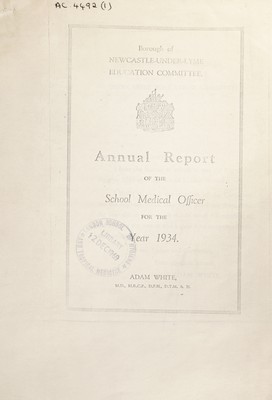 AC 4492 (1)
Borough of
NEWCASTLE-UNDER-LYME
EDUCATION COMMITTEE.
Annual Report
OF THE
School Medical Officer
FOR THE
Year 1934.
ADAM WHITE,